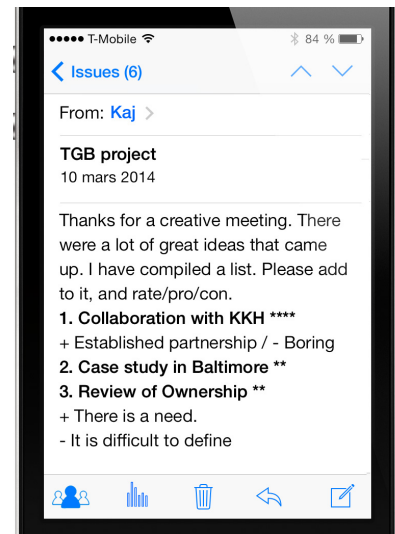 T-Mobile 84 %
Issues (6)
From: Kaj
TGB project
10 mars 2014
Thanks for a creative meeting. There
were a lot of great ideas that came
up. I have compiled a list. Please add
to it, and rate/pro/con.
1. Collaboration with KKH ****
+ Established partnership / - Boring
2. Case study in Baltimore **
3. Review of Ownership **
+ There is a need.
- It is difficult to define